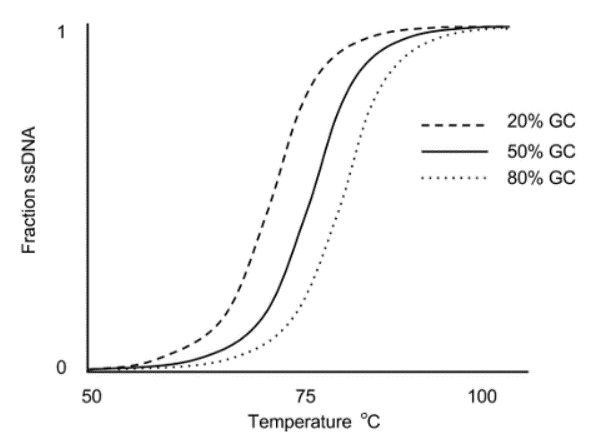 1
Fraction ssDNA
20% GC
50% GC
80% GC
0
50 75 100
Temperature °C